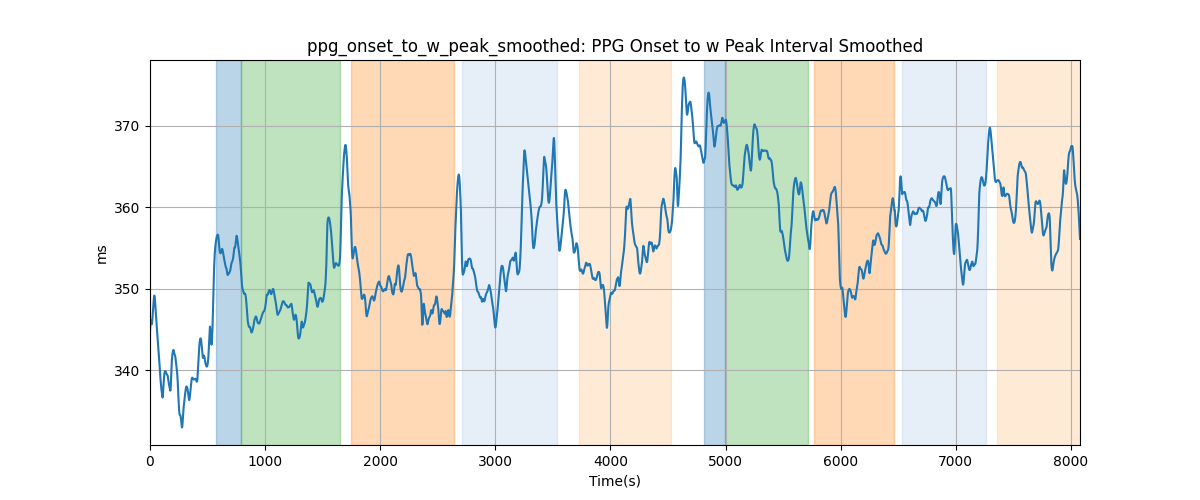 ppg_onset_to_w_peak_smoothed: PPG Onset to w Peak Interval Smoothed
370
360
350
340
ms
0 1000 2000 3000 4000 5000 6000 7000 8000
Time(s)